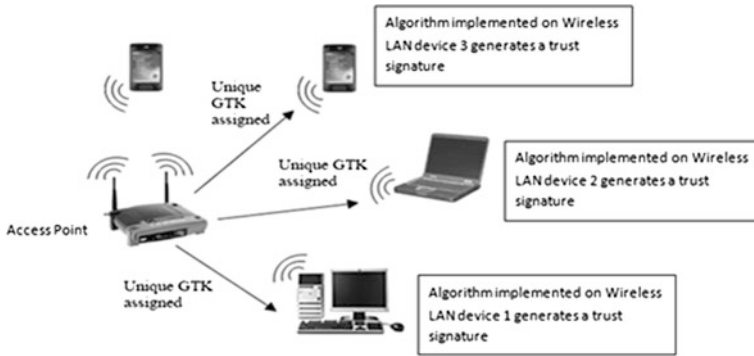 Algorithm implemented on Wireless
LAN device 3 generates a trust
signature
Unique
GTK
assigned
Unique GTK
assigned
Algorithm implemented on Wireless
LAN device 2 generates a trust
signature
Access Point
Unique GTK
assigned
Algorithm implemented on Wireless
LAN device 1 generates a trust
signature